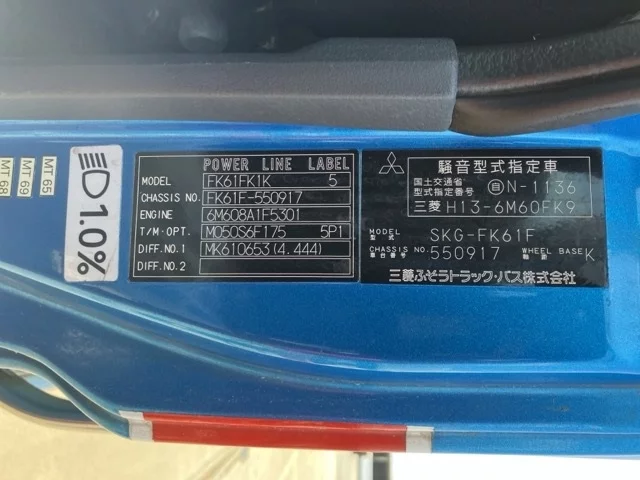 MT 68
MT 69
MT 65
1.0%
POWER LINE LABEL
MODEL FK61FK1K 5
CHASSIS NO. FK61F-550917
ENGINE 6M608A1F5301
T/M・OPT. M050S6F175 5P1
DIFF. NO.1 MK610653(4.444)
DIFF. NO.2
騒音型式指定車
国土交通省 自N-1136
型式指定番号
三菱 H13-6M60FK9
MODEL 型式 SKG-FK61F
CHASSIS NO. 車台番号 550917 WHEEL BASE 軸距 K
三菱ふそうトラック・バス株式会社